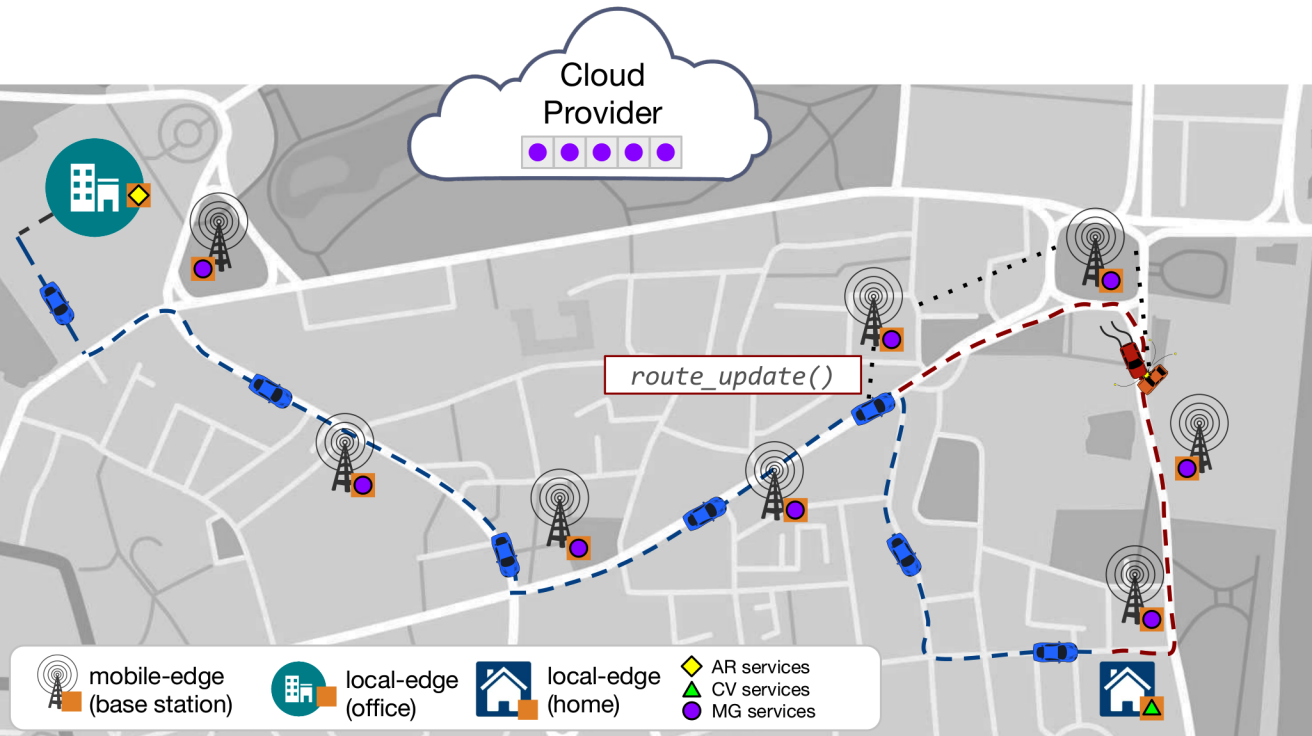 Cloud
Provider
route_update()
mobile-edge
(base station)
local-edge
(office)
local-edge
(home)
AR services
CV services
MG services